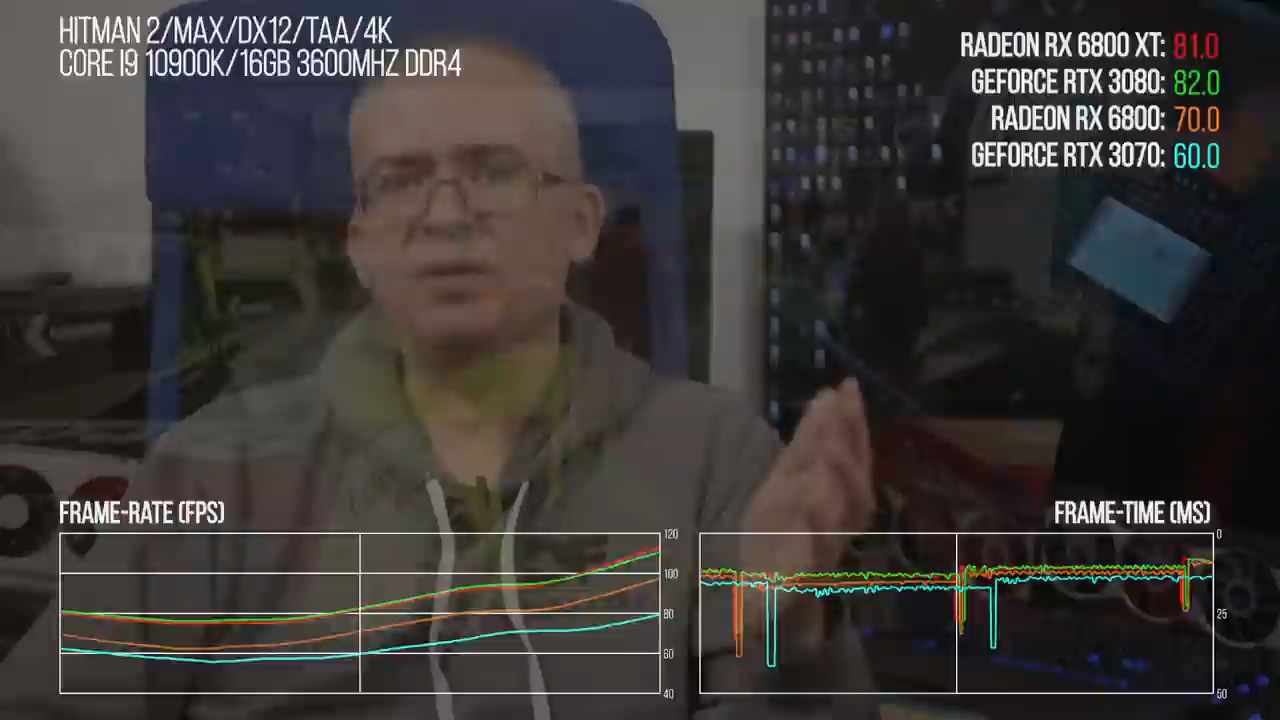 HITMAN 2/MAX/DX12/TAA/4K
CORE I9 10900K/16GB 3600MHZ DDR4
RADEON RX 6800 XT: 81.0
GEFORCE RTX 3080: 82.0
RADEON RX 6800: 70.0
GEFORCE RTX 3070: 60.0
FRAME-RATE (FPS)
120
100
80
60
40
FRAME-TIME (MS)
0
25
50